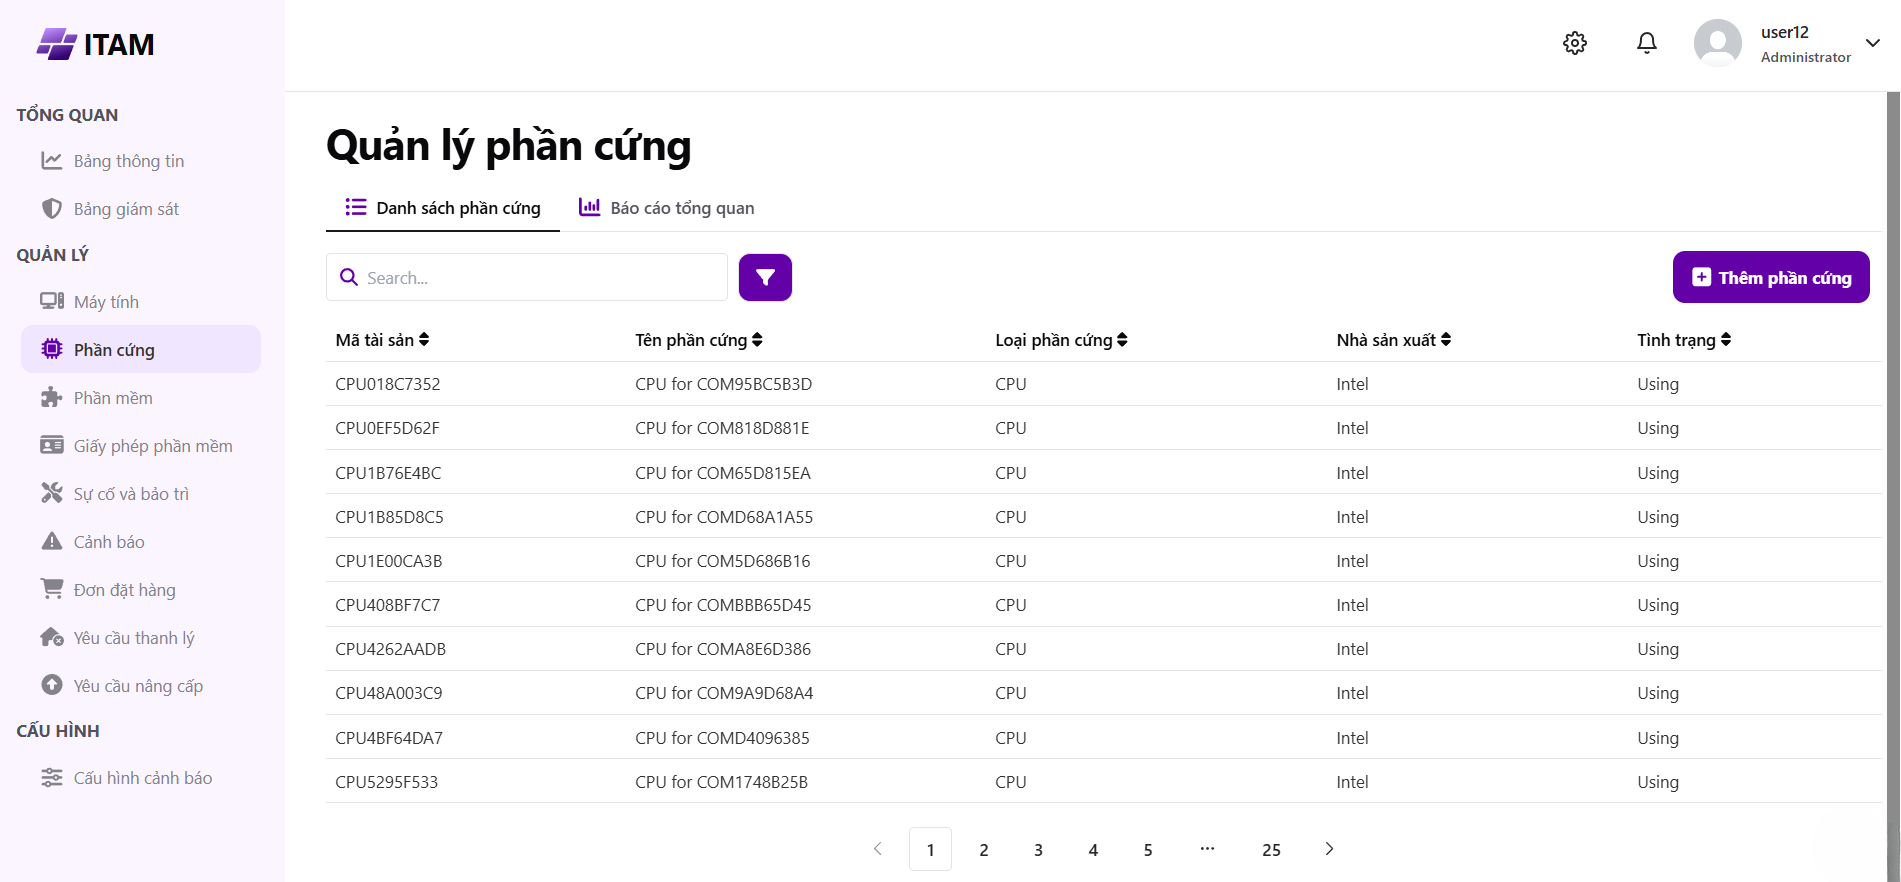 ITAM
user12
Administrator
TỔNG QUAN
Bảng thông tin
Bảng giám sát
QUẢN LÝ
Máy tính
Phần cứng
Phần mềm
Giấy phép phần mềm
Sự cố và bảo trì
Cảnh báo
Đơn đặt hàng
Yêu cầu thanh lý
Yêu cầu nâng cấp
CẤU HÌNH
Cấu hình cảnh báo
Quản lý phần cứng
Danh sách phần cứng Báo cáo tổng quan
Search... Thêm phần cứng
Mã tài sản Tên phần cứng Loại phần cứng Nhà sản xuất Tình trạng
CPU018C7352 CPU for COM95BC5B3D CPU Intel Using
CPU0EF5D62F CPU for COM818D881E CPU Intel Using
CPU1B76E4BC CPU for COM65D815EA CPU Intel Using
CPU1B85D8C5 CPU for COMD68A1A55 CPU Intel Using
CPU1E00CA3B CPU for COM5D686B16 CPU Intel Using
CPU408BF7C7 CPU for COMBBB65D45 CPU Intel Using
CPU4262AADB CPU for COMA8E6D386 CPU Intel Using
CPU48A003C9 CPU for COM9A9D68A4 CPU Intel Using
CPU4BF64DA7 CPU for COMD4096385 CPU Intel Using
CPU5295F533 CPU for COM1748B25B CPU Intel Using
1 2 3 4 5 ··· 25